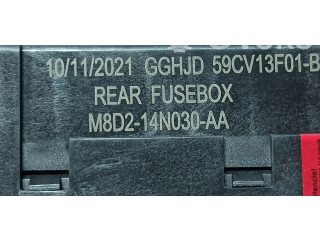 10/11/2021 GGHJD 59CV13F01-B
REAR FUSEBOX
M8D2-14N030-AA